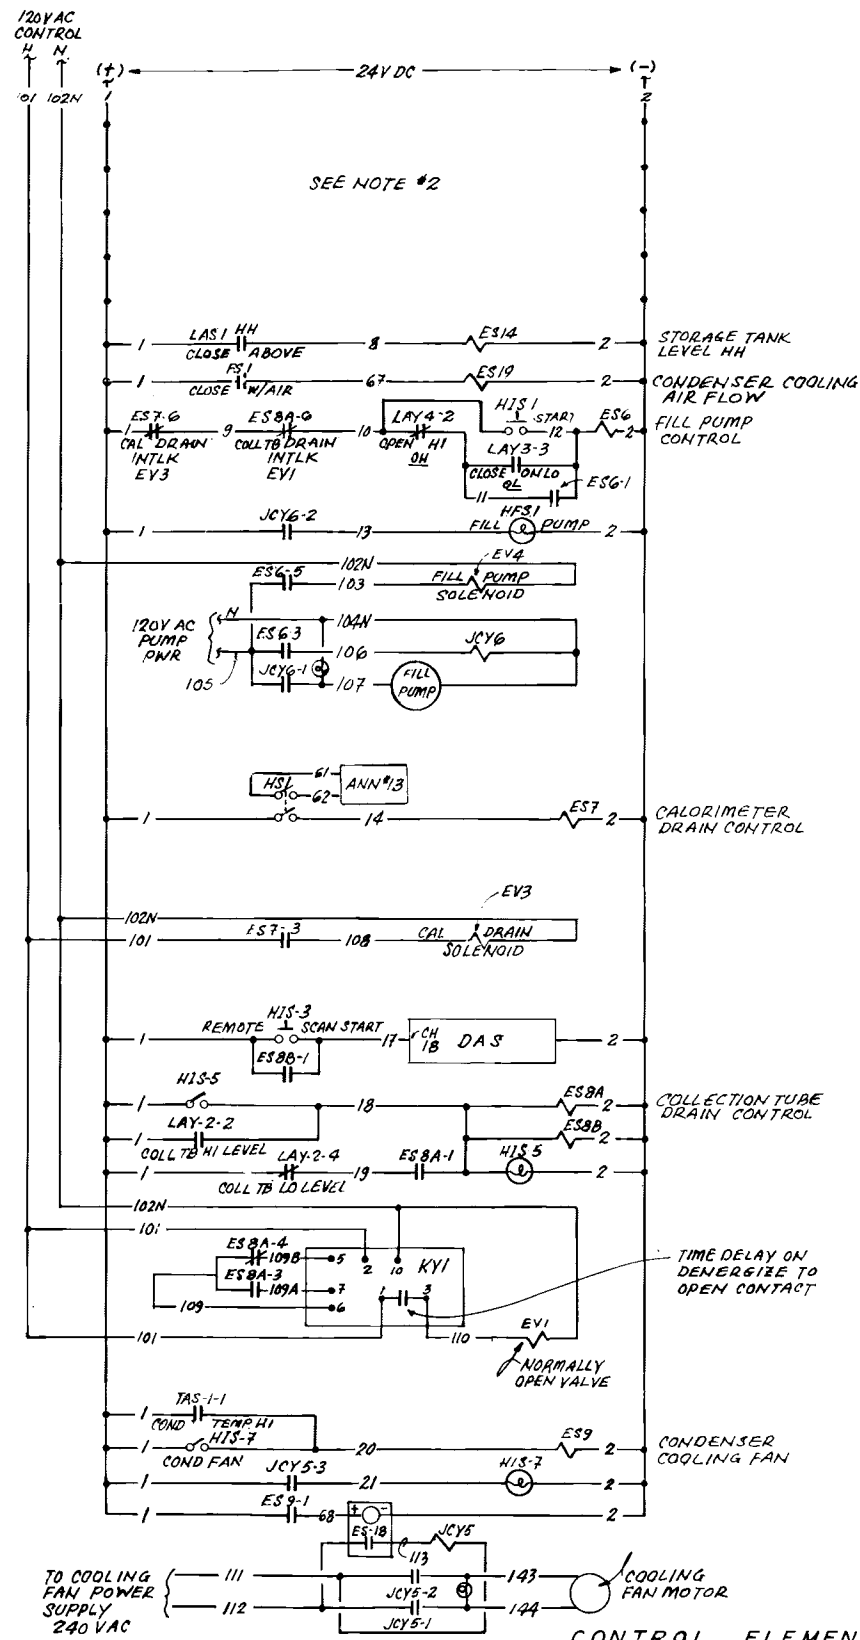 120V AC
CONTROL
H N
(+) 24V DC (-)
101 102N 1 2
SEE NOTE #2
LAS1 HH
1 8 ES14 2
CLOSE ABOVE
STORAGE TANK
LEVEL HH
FS1
1 67 ES19 2
CLOSE W/AIR
CONDENSER COOLING
AIR FLOW
ES7-6 ES8A-6 LAY4-2 HIS1 START ES6
1 9 10 12 2
CAL DRAIN COLL TB DRAIN OPEN HI
INTLK INTLK OH
EV3 EV1
LAY3-3
CLOSE ON LO
OL
11 ES6-1
FILL PUMP
CONTROL
JCY6-2 HFS1
1 13 FILL PUMP 2
102N EV4
ES6-5 103 FILL PUMP
SOLENOID
120V AC
PUMP
PWR
N 104N
ES6-3 106 JCY6
105 JCY6-1 107 FILL
PUMP
61
HS1 62 ANN #13
1 14 ES7 2
CALORIMETER
DRAIN CONTROL
EV3
102N
101 ES7-3 108 CAL DRAIN
SOLENOID
HIS-3
REMOTE SCAN START
1 17 CH
18 DAS 2
ES8B-1
HIS-5
1 18 ES8A 2
COLLECTION TUBE
DRAIN CONTROL
LAY-2-2 ES8B
1 2
COLL TB HI LEVEL
LAY-2-4 ES8A-1 HIS5
1 19 2
COLL TB LO LEVEL
102N
101
ES8A-4 109B 5 2 10 KY1
ES8A-3 109A 7
109 6 1 3
TIME DELAY ON
DENERGIZE TO
OPEN CONTACT
101 110 EV1
NORMALLY
OPEN VALVE
TAS-1-1
1
COND TEMP. HI
1 HIS-7 20 ES9 2
COND FAN
CONDENSER
COOLING FAN
JCY5-3 HIS-7
1 21 2
ES9-1
1 68 + - 2
ES-18 JCY5
113
TO COOLING
FAN POWER
SUPPLY
240 VAC
111 143
JCY5-2
112 144
JCY5-1
COOLING
FAN MOTOR